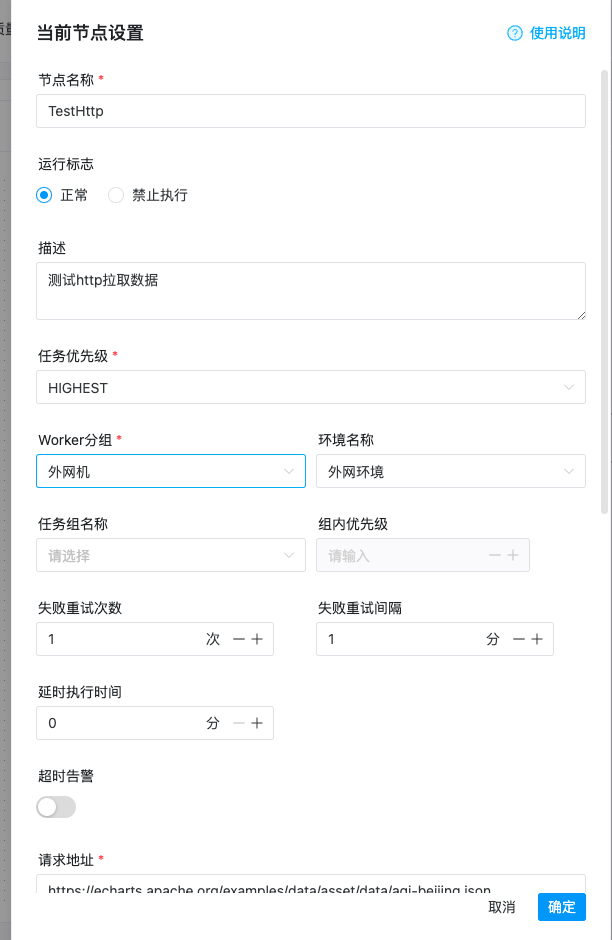 当前节点设置
使用说明
节点名称 *
TestHttp
运行标志
正常 禁止执行
描述
测试http拉取数据
任务优先级 *
HIGHEST
Worker分组 * 环境名称
外网机 外网环境
任务组名称 组内优先级
请选择 请输入
失败重试次数 失败重试间隔
1 次 1 分
延时执行时间
0 分
超时告警
请求地址 *
https://echarts.apache.org/examples/data/asset/data/aqi-beijing.json
取消 确定